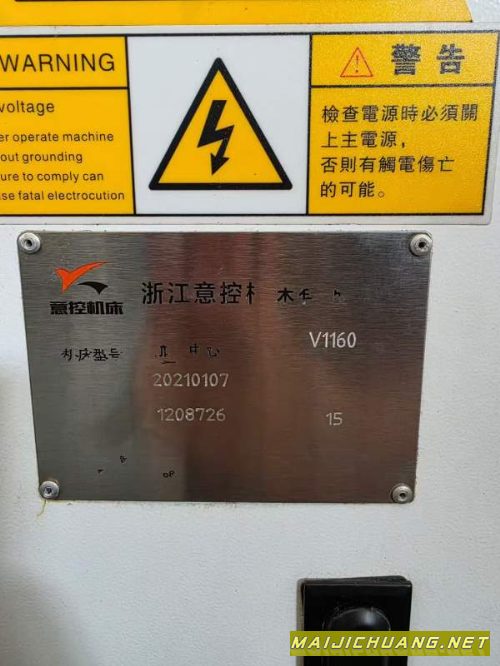 WARNING
voltage
er operate machine
out grounding
ure to comply can
se fatal electrocution
警告
檢查電源時必須關
上主電源，
否則有觸電傷亡
的可能。
意控机床
浙江意控
型号
V1160
20210107
1208726
15
MAIJICHUANG.NET